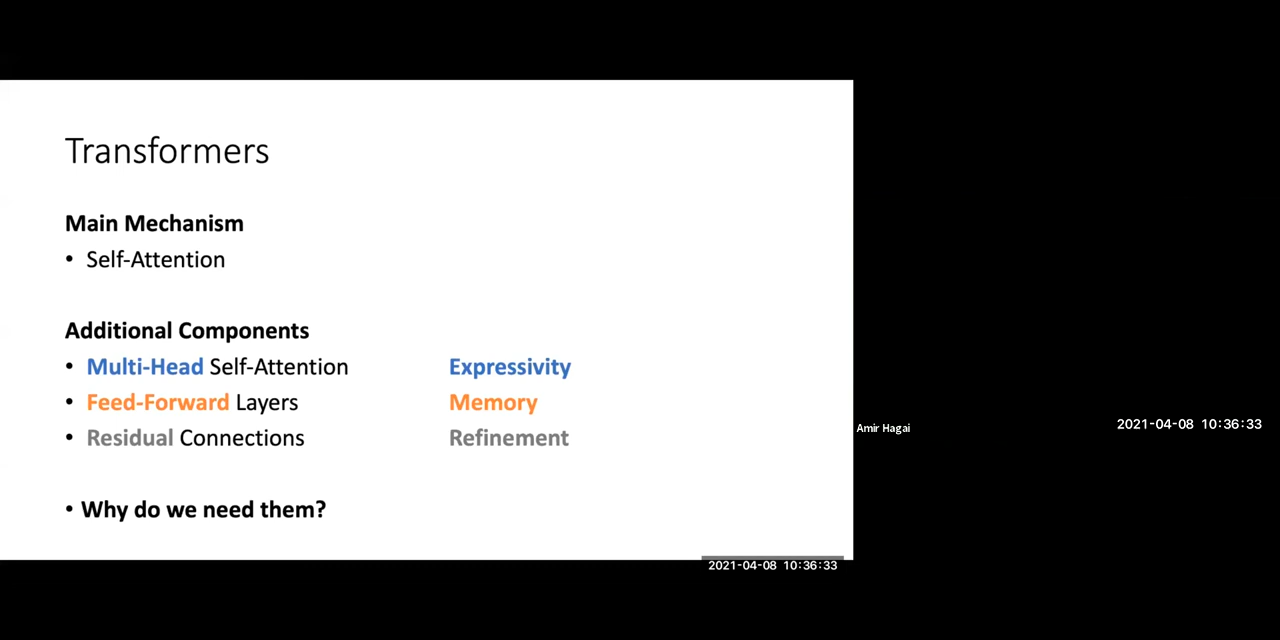 Transformers
Main Mechanism
• Self-Attention
Additional Components
• Multi-Head Self-Attention Expressivity
• Feed-Forward Layers Memory
• Residual Connections Refinement
• Why do we need them?
Amir Hagai
2021-04-08 10:36:33
2021-04-08 10:36:33